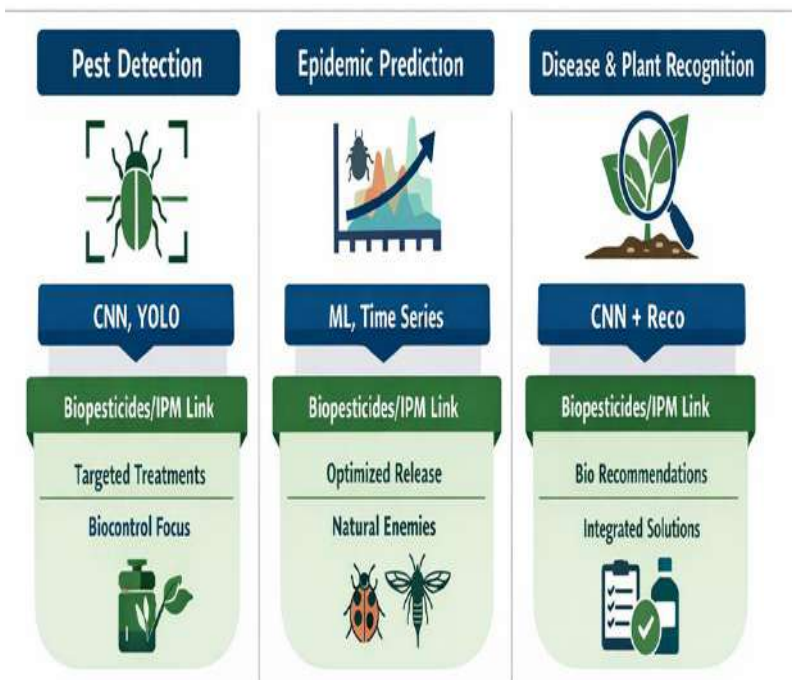 Pest Detection
CNN, YOLO
Biopesticides/IPM Link
Targeted Treatments
Biocontrol Focus
Epidemic Prediction
ML, Time Series
Biopesticides/IPM Link
Optimized Release
Natural Enemies
Disease & Plant Recognition
CNN + Reco
Biopesticides/IPM Link
Bio Recommendations
Integrated Solutions